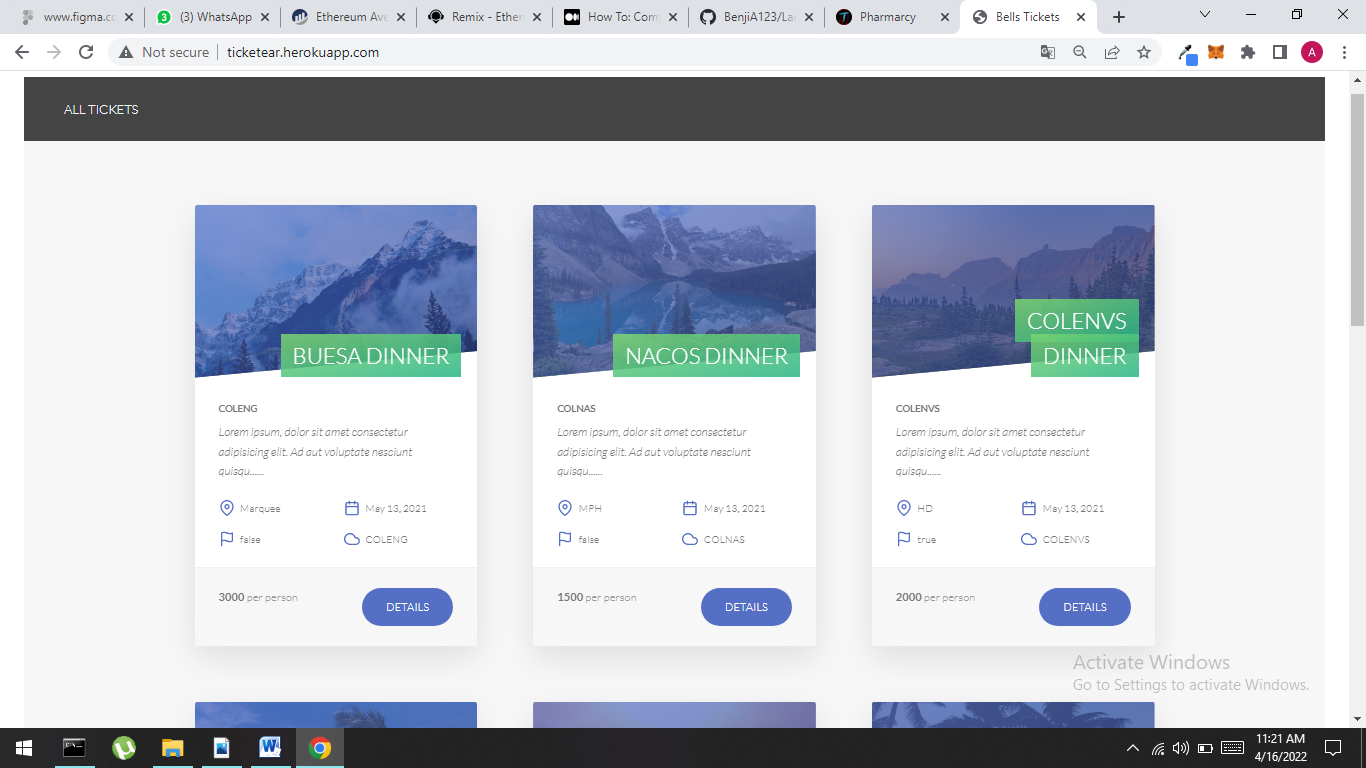 www.figma.co
(3) WhatsApp
Ethereum Ave
Remix - Ether
How To: Com
BenjiA123/La
Pharmarcy
Bells Tickets
Not secure
ticketear.herokuapp.com
A
ALL TICKETS
BUESA DINNER
COLENG
Lorem ipsum, dolor sit amet consectetur
adipisicing elit. Ad aut voluptate nesciunt
quisqu......
Marquee
May 13, 2021
false
COLENG
3000 per person
DETAILS
NACOS DINNER
COLNAS
Lorem ipsum, dolor sit amet consectetur
adipisicing elit. Ad aut voluptate nesciunt
quisqu......
MPH
May 13, 2021
false
COLNAS
1500 per person
DETAILS
COLENVS
DINNER
COLENVS
Lorem ipsum, dolor sit amet consectetur
adipisicing elit. Ad aut voluptate nesciunt
quisqu......
HD
May 13, 2021
true
COLENVS
2000 per person
DETAILS
Activate Windows
Go to Settings to activate Windows.
11:21 AM
4/16/2022